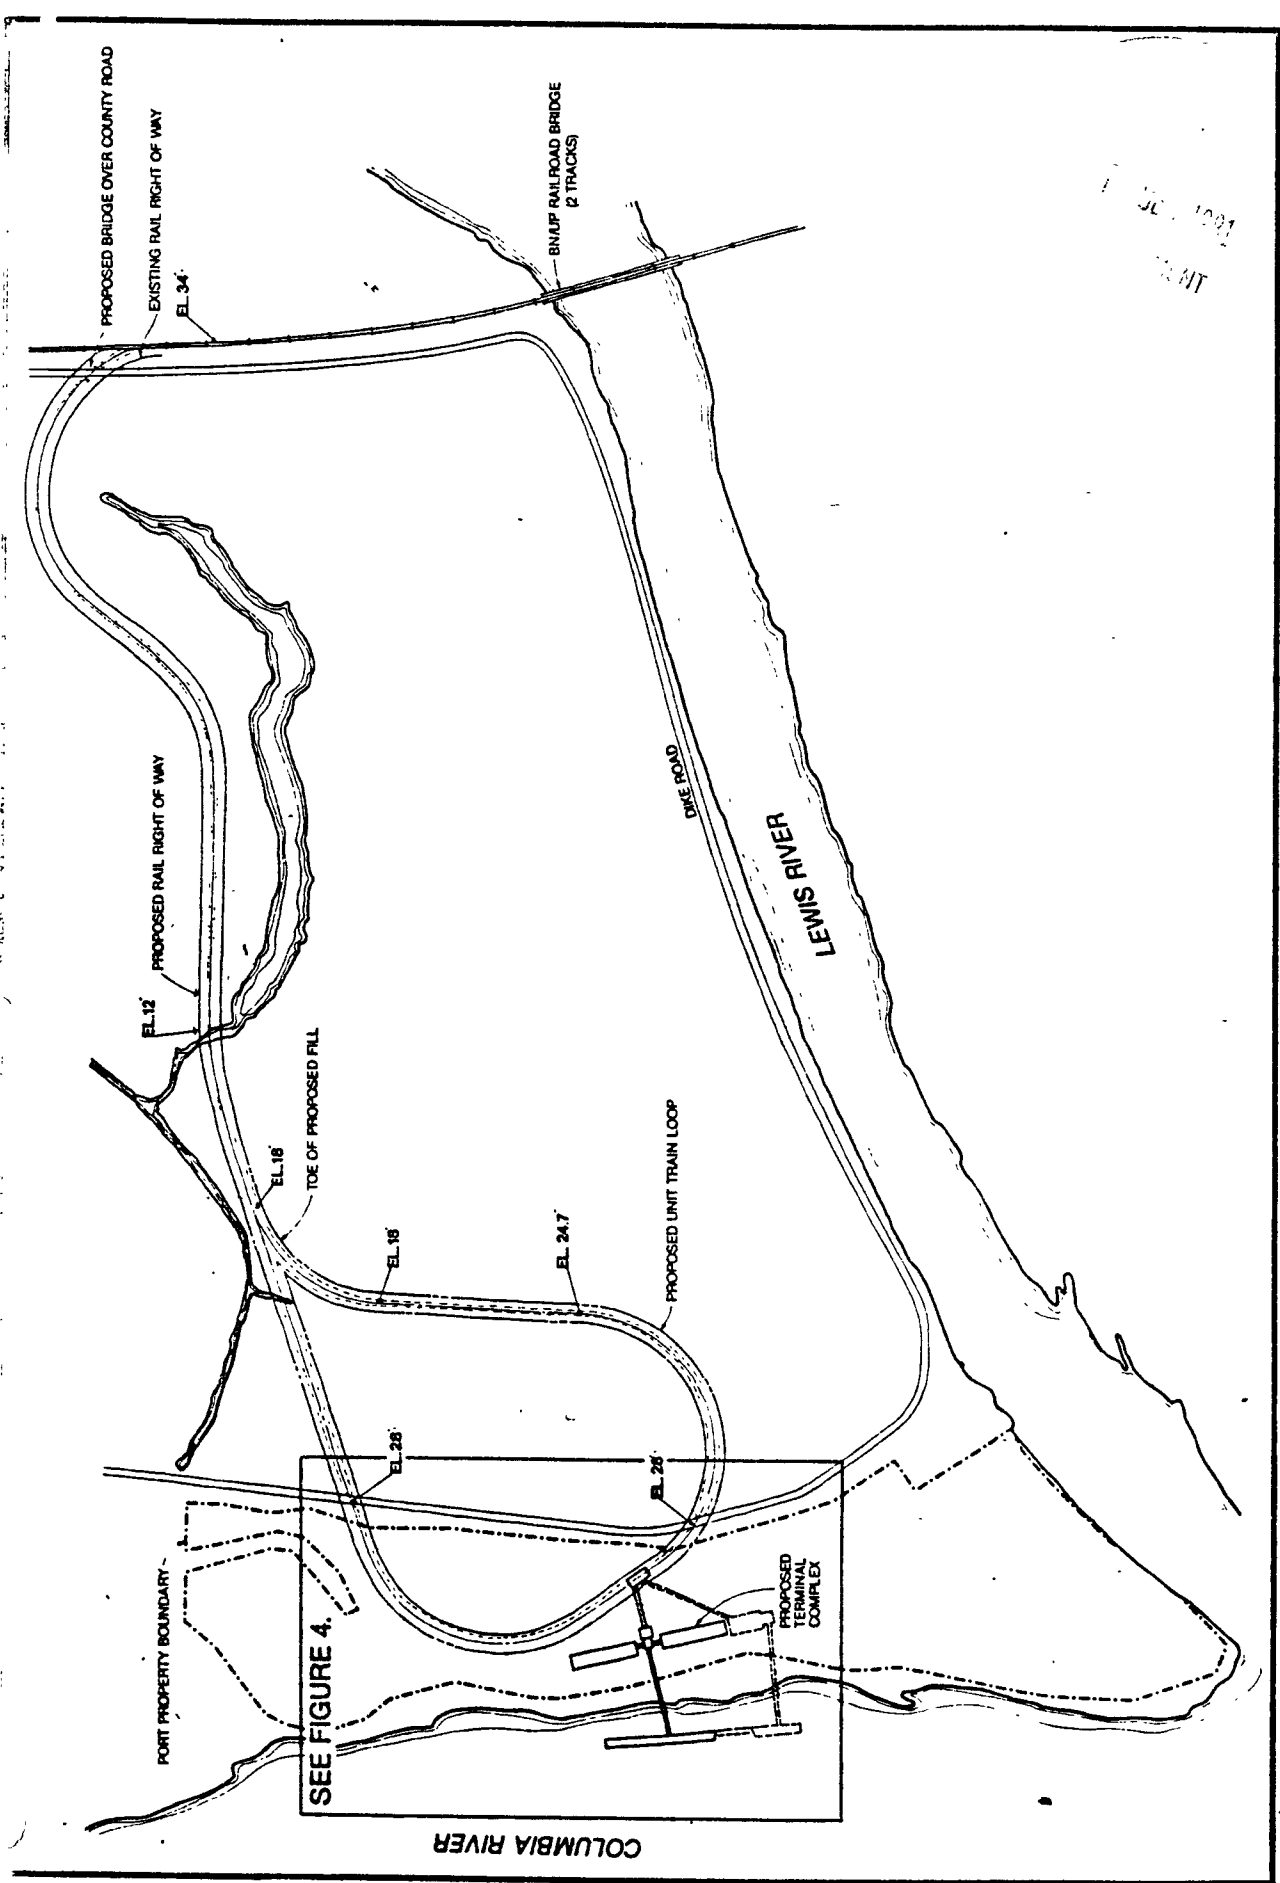 PROPOSED BRIDGE OVER COUNTY ROAD
EXISTING RAIL RIGHT OF WAY
EL.34'
BN/UP RAILROAD BRIDGE
(2 TRACKS)
PROPOSED RAIL RIGHT OF WAY
EL.12'
DIKE ROAD
LEWIS RIVER
TOE OF PROPOSED FILL
EL.18'
EL.18'
EL. 24.7'
PROPOSED UNIT TRAIN LOOP
EL.28'
EL.28'
PORT PROPERTY BOUNDARY
SEE FIGURE 4.
PROPOSED
TERMINAL
COMPLEX
COLUMBIA RIVER